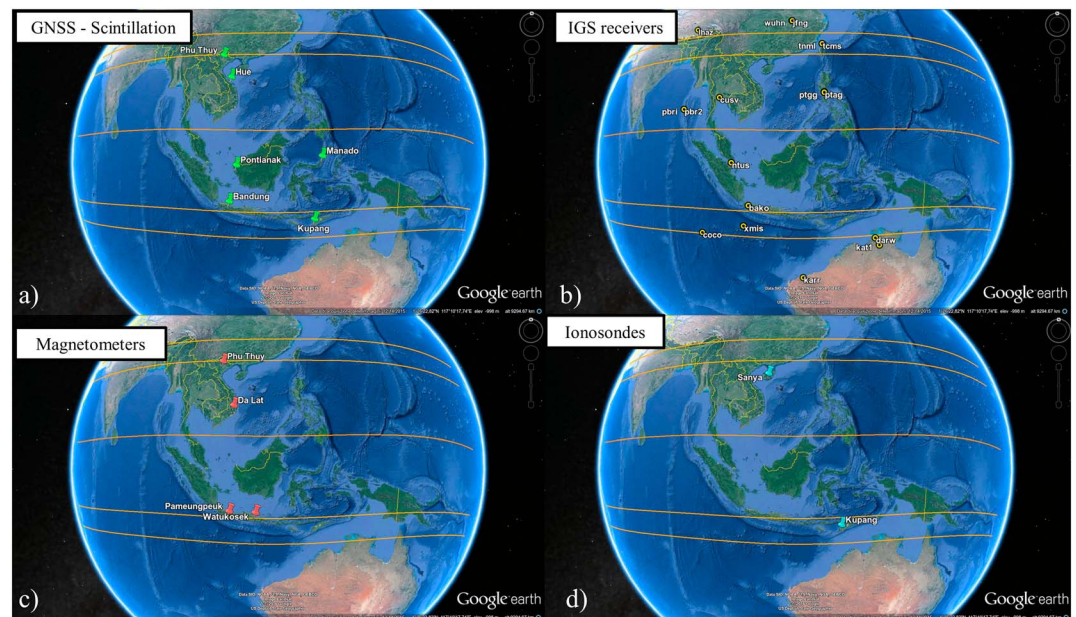 GNSS - Scintillation
Phu Thuy
Hue
Manado
Pontianak
Bandung
Kupang
Google earth
a)
IGS receivers
wuhn jfng
lhaz
tnml tcms
cusv
ptgg ptag
pbri pbr2
ntus
bako
coco
xmis
darw
kat1
karr
Google earth
b)
Magnetometers
Phu Thuy
Da Lat
Pameungpeuk
Watukosek
Google earth
c)
Ionosondes
Sanya
Kupang
Google earth
d)